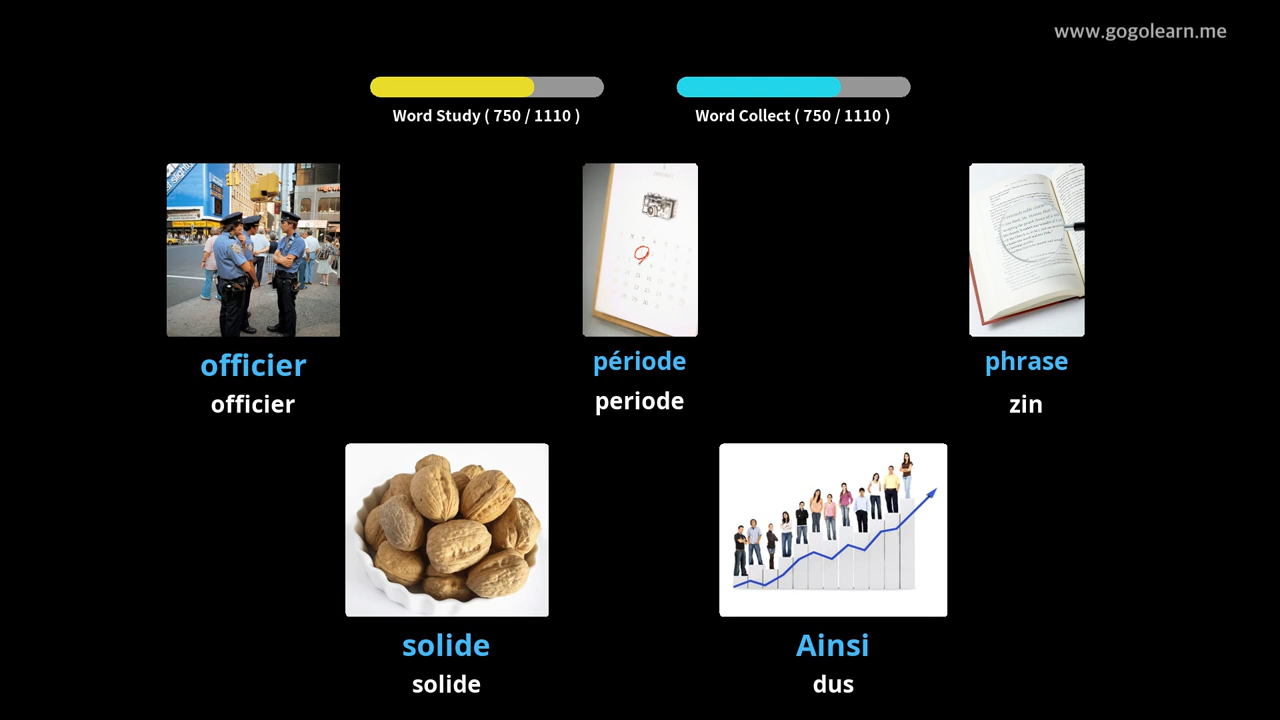 www.gogolearn.me
Word Study ( 750 / 1110 )
Word Collect ( 750 / 1110 )
officier
officier
période
periode
phrase
zin
solide
solide
Ainsi
dus